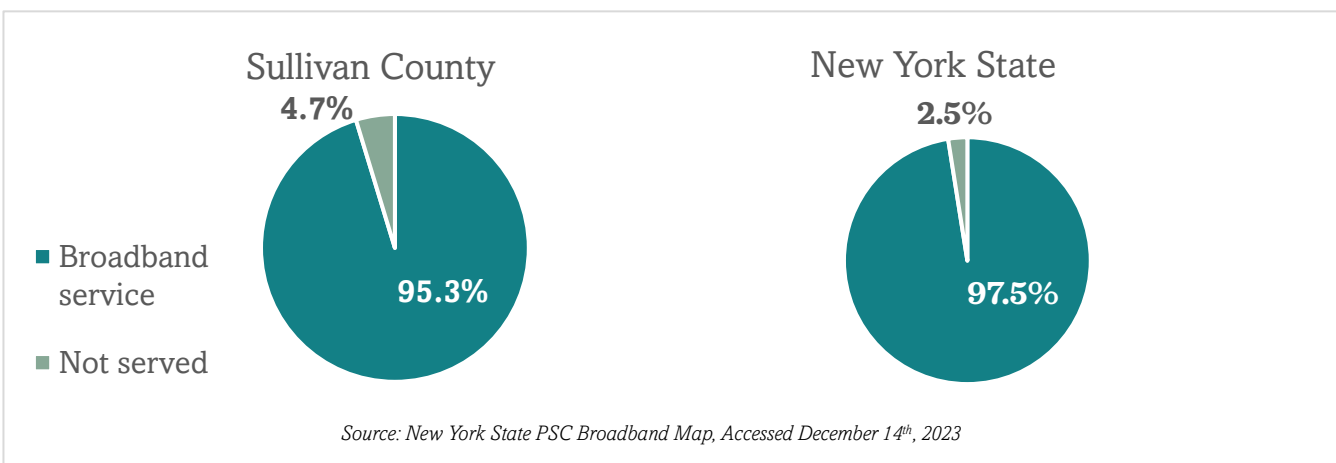 Sullivan County
4.7%
95.3%
New York State
2.5%
97.5%
Broadband
service
Not served
Source: New York State PSC Broadband Map, Accessed December 14th, 2023